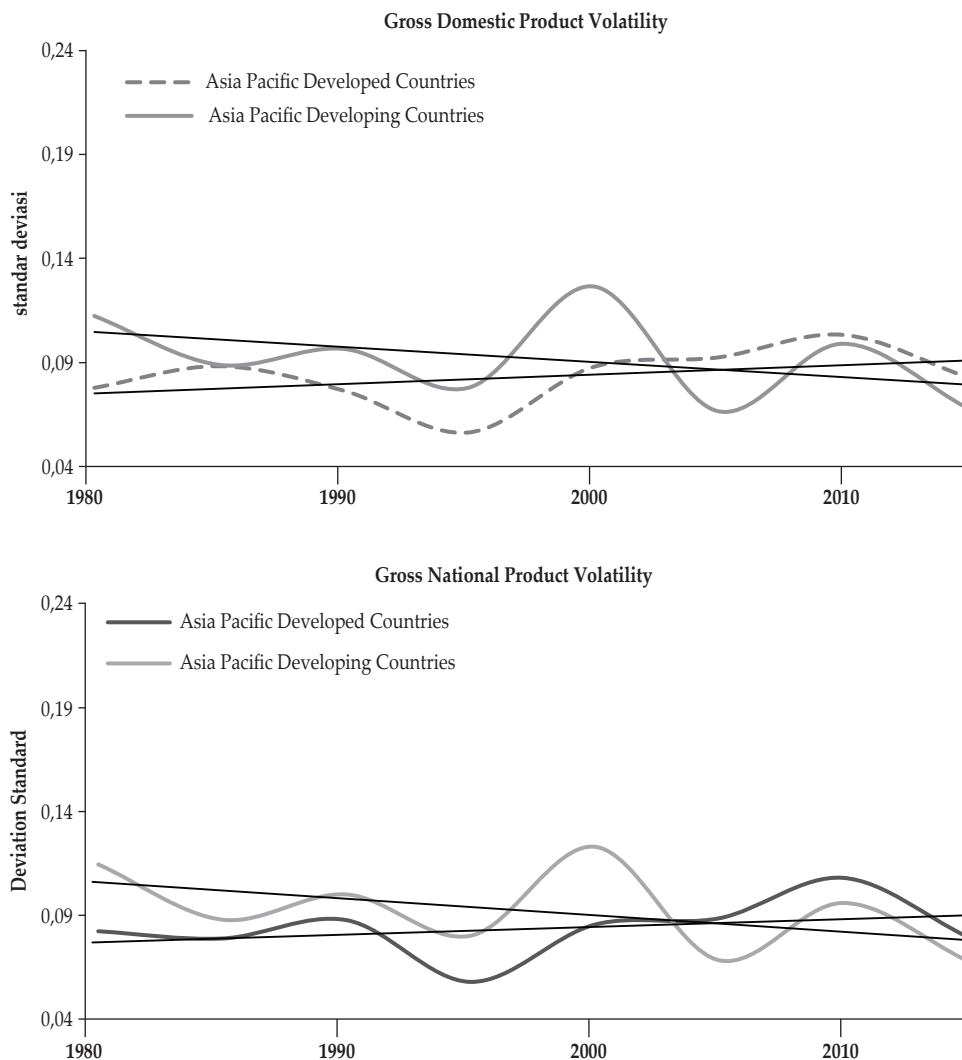 Gross Domestic Product Volatility
0,24
Asia Pacific Developed Countries
Asia Pacific Developing Countries
0,19
standar deviasi
0,14
0,09
0,04
1980
1990
2000
2010
Gross National Product Volatility
0,24
Asia Pacific Developed Countries
Asia Pacific Developing Countries
0,19
Deviation Standard
0,14
0,09
0,04
1980
1990
2000
2010